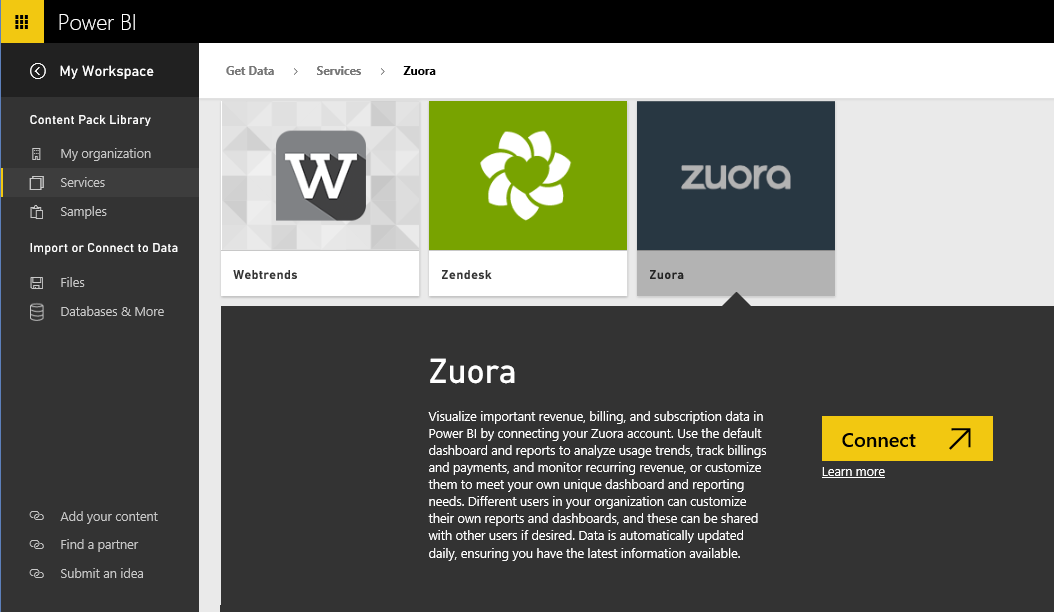 Power BI
My Workspace
Get Data > Services > Zuora
Content Pack Library
My organization
Services
Samples
Import or Connect to Data
Files
Databases & More
Add your content
Find a partner
Submit an idea
W
zuora
Webtrends
Zendesk
Zuora
Zuora
Visualize important revenue, billing, and subscription data in
Power BI by connecting your Zuora account. Use the default
dashboard and reports to analyze usage trends, track billings
and payments, and monitor recurring revenue, or customize
them to meet your own unique dashboard and reporting
needs. Different users in your organization can customize
their own reports and dashboards, and these can be shared
with other users if desired. Data is automatically updated
daily, ensuring you have the latest information available.
Connect
Learn more